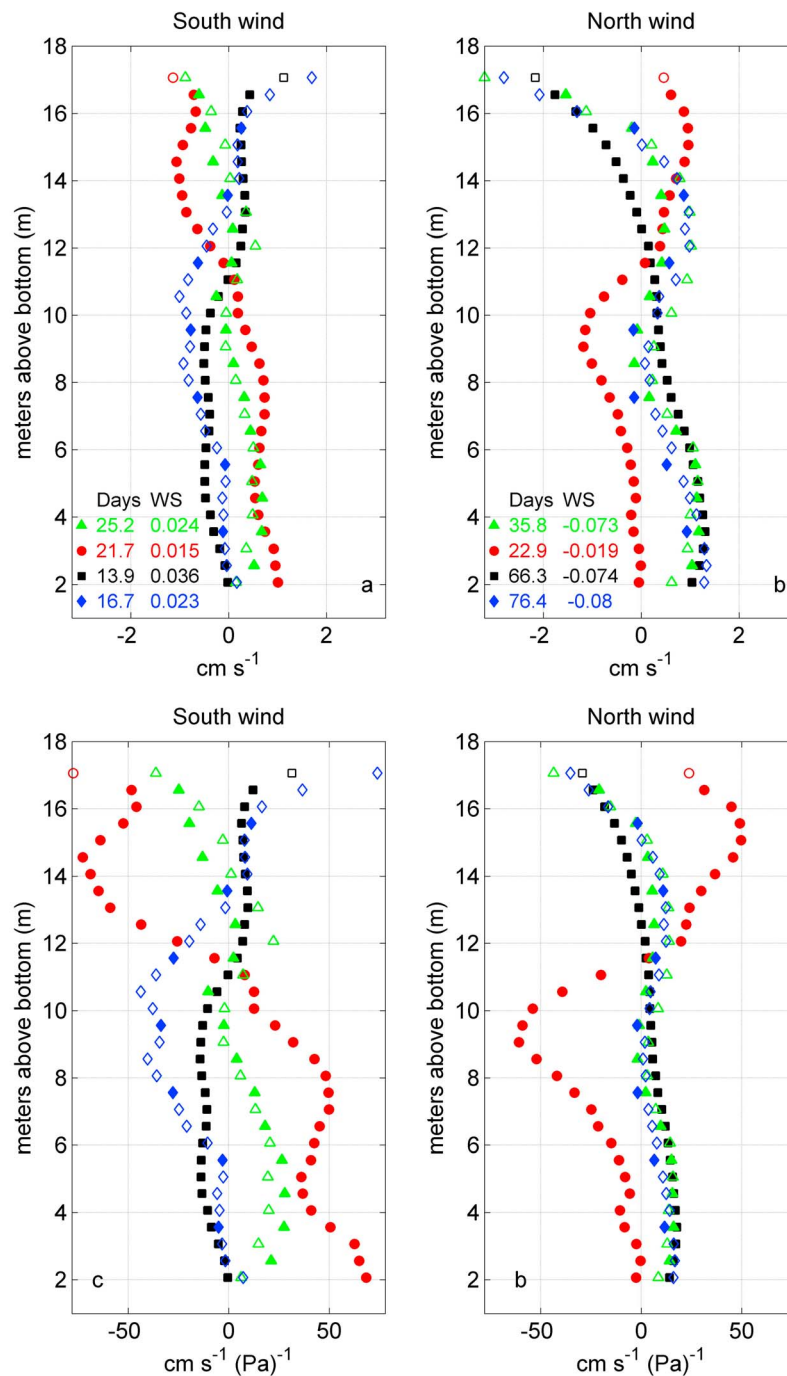 South wind
North wind
meters above bottom (m)
18
16
14
12
10
8
6
4
2
Days WS
25.2 0.024
21.7 0.015
13.9 0.036
16.7 0.023
a
-2 0 2
cm s⁻¹
meters above bottom (m)
18
16
14
12
10
8
6
4
2
Days WS
35.8 -0.073
22.9 -0.019
66.3 -0.074
76.4 -0.08
b
-2 0 2
cm s⁻¹
South wind
North wind
meters above bottom (m)
18
16
14
12
10
8
6
4
2
c
-50 0 50
cm s⁻¹ (Pa)⁻¹
meters above bottom (m)
18
16
14
12
10
8
6
4
2
b
-50 0 50
cm s⁻¹ (Pa)⁻¹